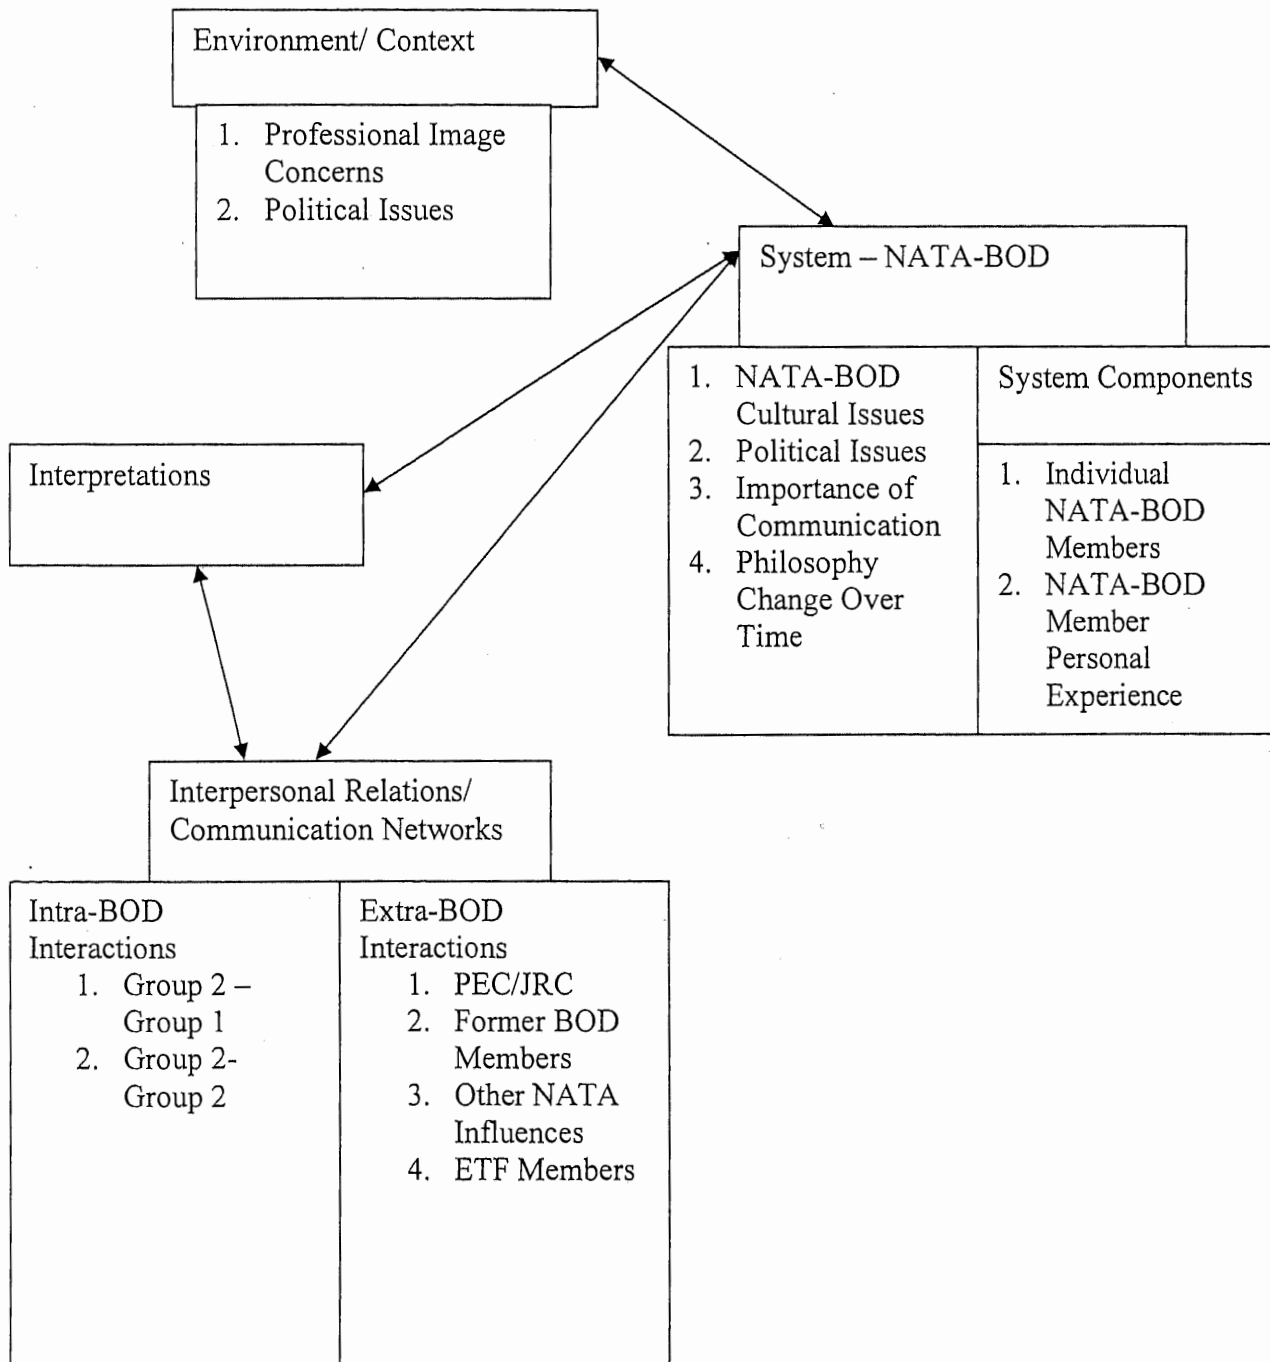 Environment/ Context
1. Professional Image
Concerns
2. Political Issues
System – NATA-BOD
1. NATA-BOD
Cultural Issues
2. Political Issues
3. Importance of
Communication
4. Philosophy
Change Over
Time
System Components
1. Individual
NATA-BOD
Members
2. NATA-BOD
Member
Personal
Experience
Interpretations
Interpersonal Relations/
Communication Networks
Intra-BOD
Interactions
1. Group 2 –
Group 1
2. Group 2-
Group 2
Extra-BOD
Interactions
1. PEC/JRC
2. Former BOD
Members
3. Other NATA
Influences
4. ETF Members